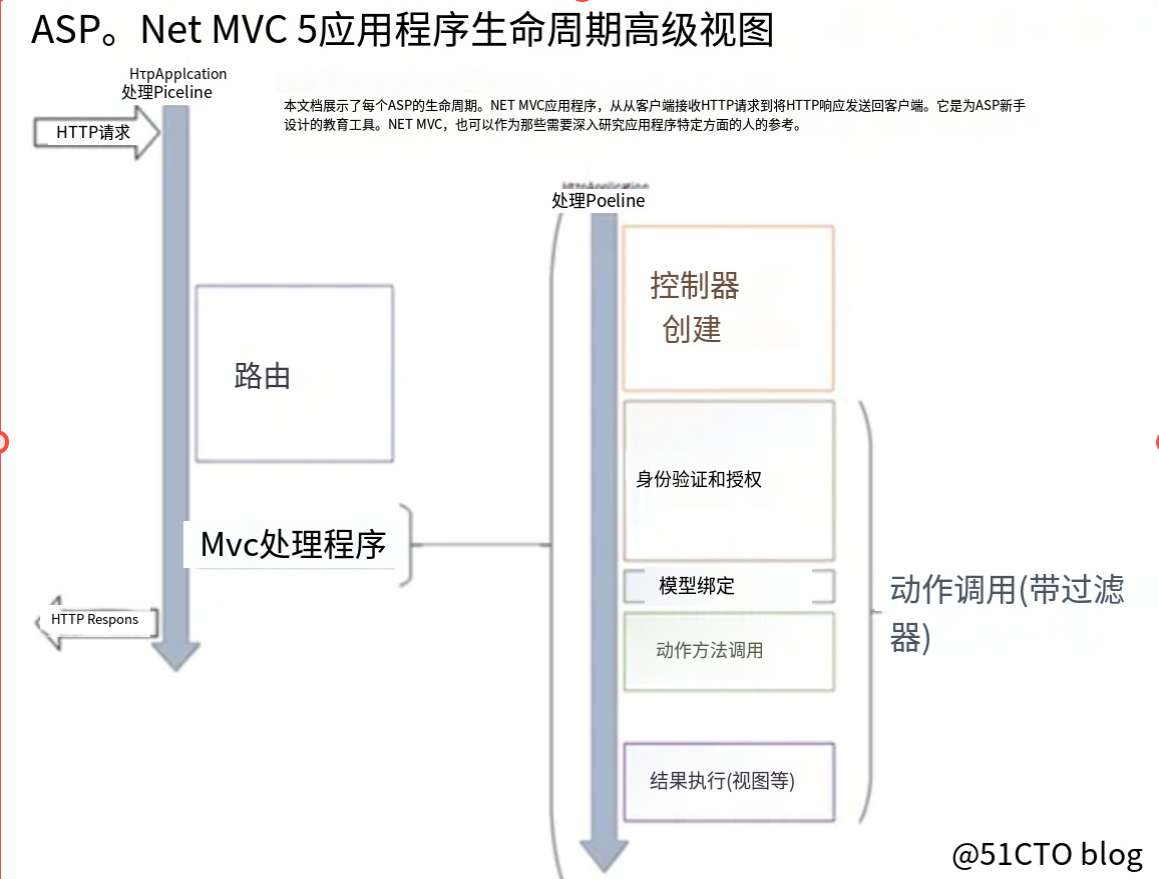 ASP。Net MVC 5应用程序生命周期高级视图
HтpApplcation
处理Piceline
本文档展示了每个ASP的生命周期。NET MVC应用程序，从从客户端接收HTTP请求到将HTTP响应发送回客户端。它是为ASP新手
设计的教育工具。NET MVC，也可以作为那些需要深入研究应用程序特定方面的人的参考。
HTTP请求
处理Poeline
控制器
创建
路由
身份验证和授权
Mvc处理程序
模型绑定
动作调用(带过滤
器)
HTTP Respons
动作方法调用
结果执行(视图等)
@51CTO blog